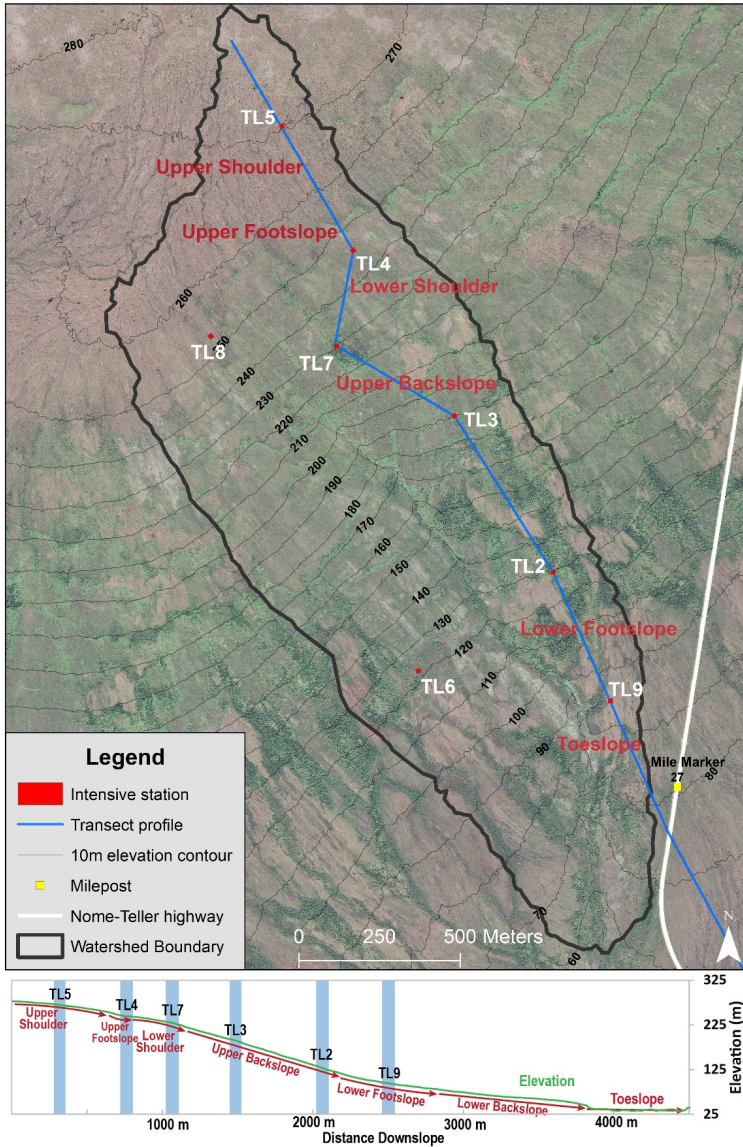 280
270
TL5
Upper Shoulder
Upper Footslope
TL4
Lower Shoulder
260
TL8
250
TL7
240
Upper Backslope
230
TL3
220
210
200
190
180
170
160
150
TL2
140
130
Lower Footslope
120
TL6
110
TL9
100
90
Toeslope
Mile Marker
27
80
70
60
N
0 250 500 Meters
Legend
Intensive station
Transect profile
10m elevation contour
Milepost
Nome-Teller highway
Watershed Boundary
325
TL5
TL4
TL7
225
Upper
Shoulder
Upper
Footslope
Lower
Shoulder
TL3
Upper Backslope
TL2
TL9
125
Lower Footslope
Elevation
Lower Backslope
Toeslope
25
Elevation (m)
1000 m 2000 m 3000 m 4000 m
Distance Downslope